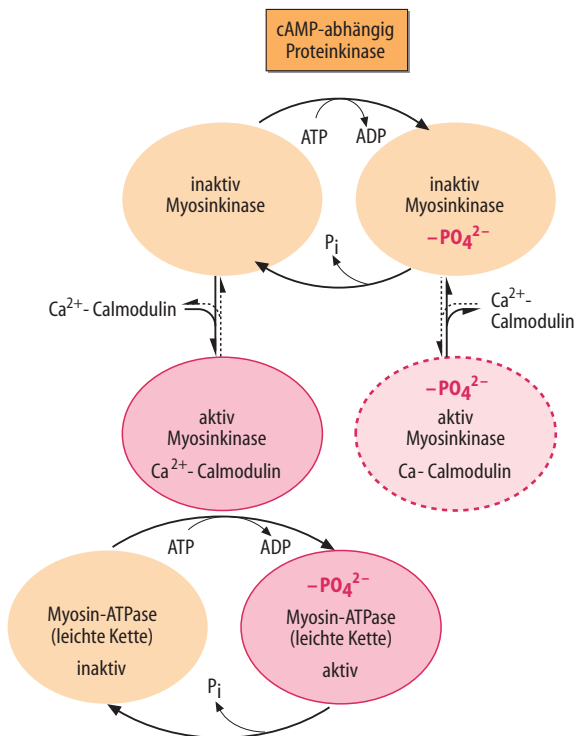 cAMP-abhängig
Proteinkinase
ATP
ADP
inaktiv
Myosinkinase
inaktiv
Myosinkinase
–PO₄²⁻
Pi
Ca²⁺- Calmodulin
Ca²⁺-
Calmodulin
aktiv
Myosinkinase
Ca²⁺- Calmodulin
–PO₄²⁻
aktiv
Myosinkinase
Ca- Calmodulin
ATP
ADP
Myosin-ATPase
(leichte Kette)
inaktiv
–PO₄²⁻
Myosin-ATPase
(leichte Kette)
aktiv
Pi